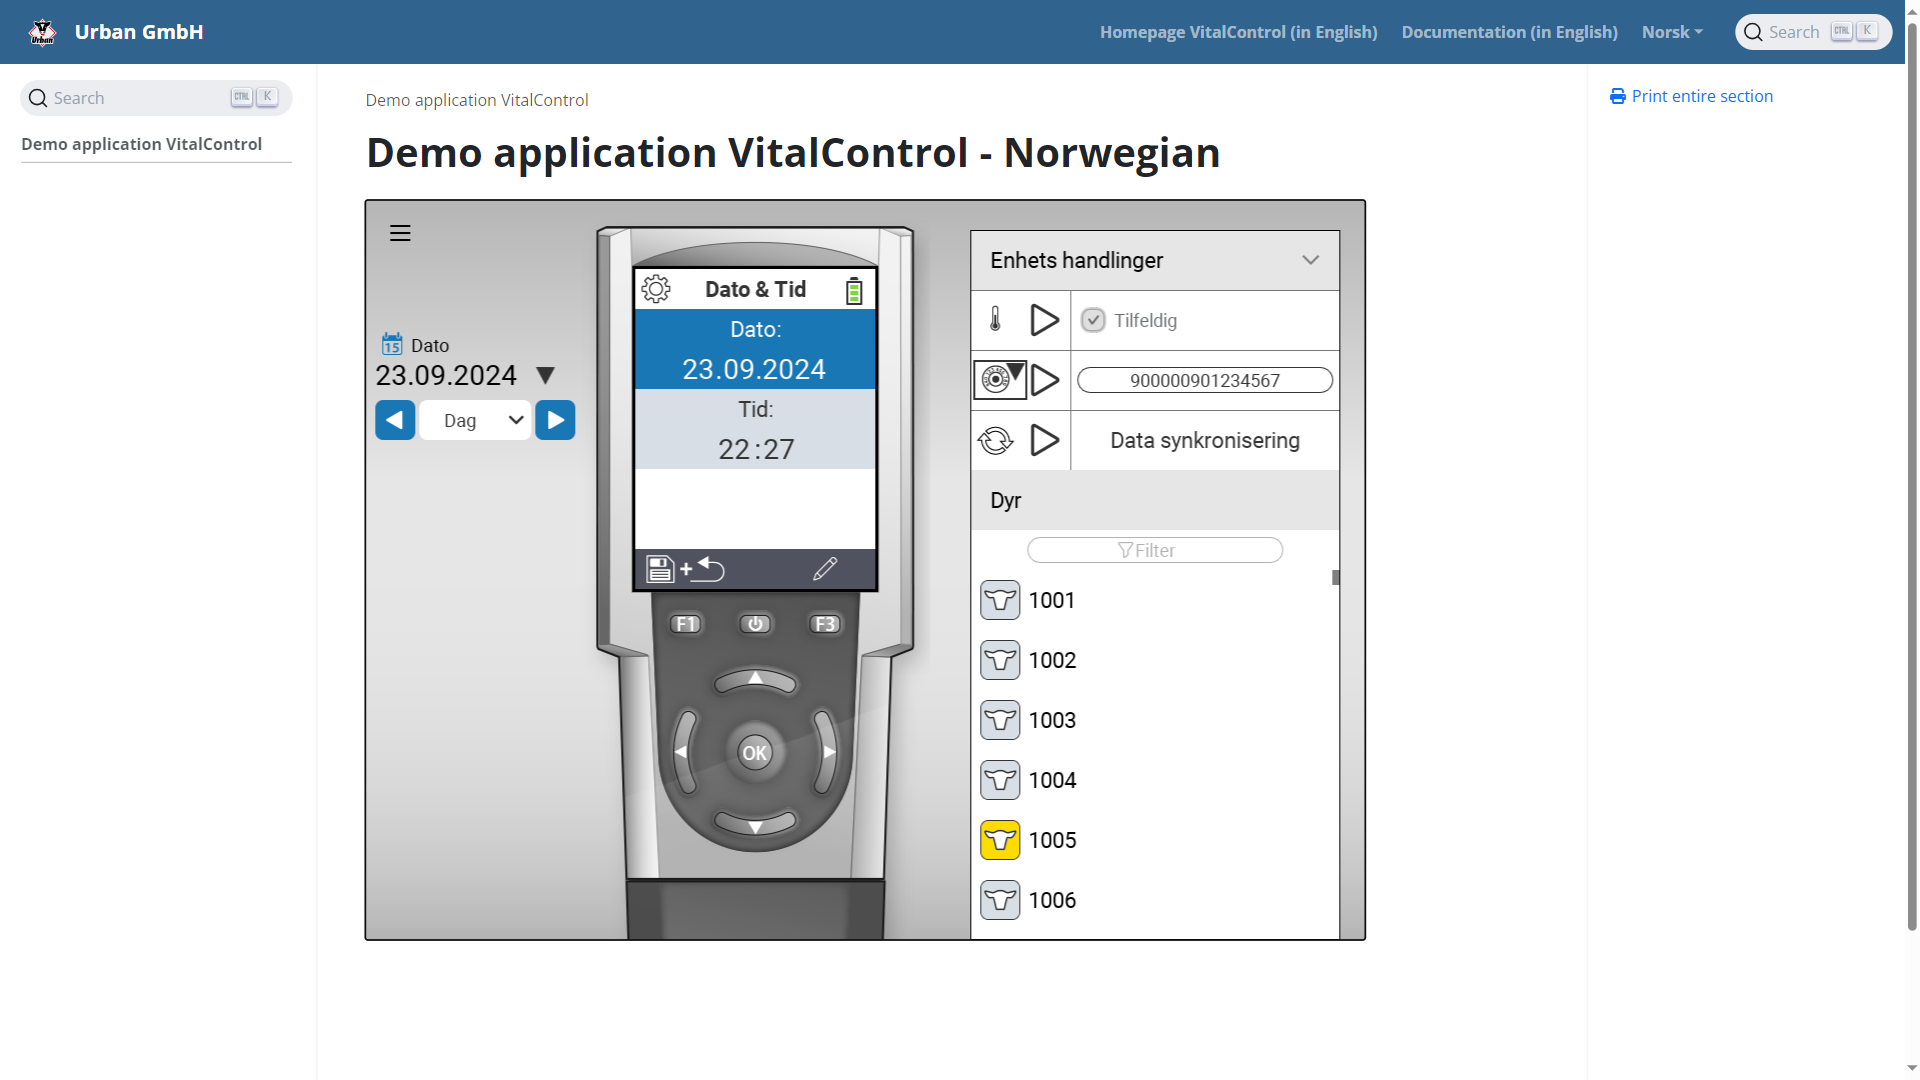 Urban GmbH
Homepage VitalControl (in English)
Documentation (in English)
Norsk
Search CTRL K
Search CTRL K
Demo application VitalControl
Print entire section
Demo application VitalControl
Demo application VitalControl - Norwegian
Dato
23.09.2024
Dag
Dato & Tid
Dato:
23.09.2024
Tid:
22:27
F1
F3
OK
Enhets handlinger
Tilfeldig
900000901234567
Data synkronisering
Dyr
Filter
1001
1002
1003
1004
1005
1006